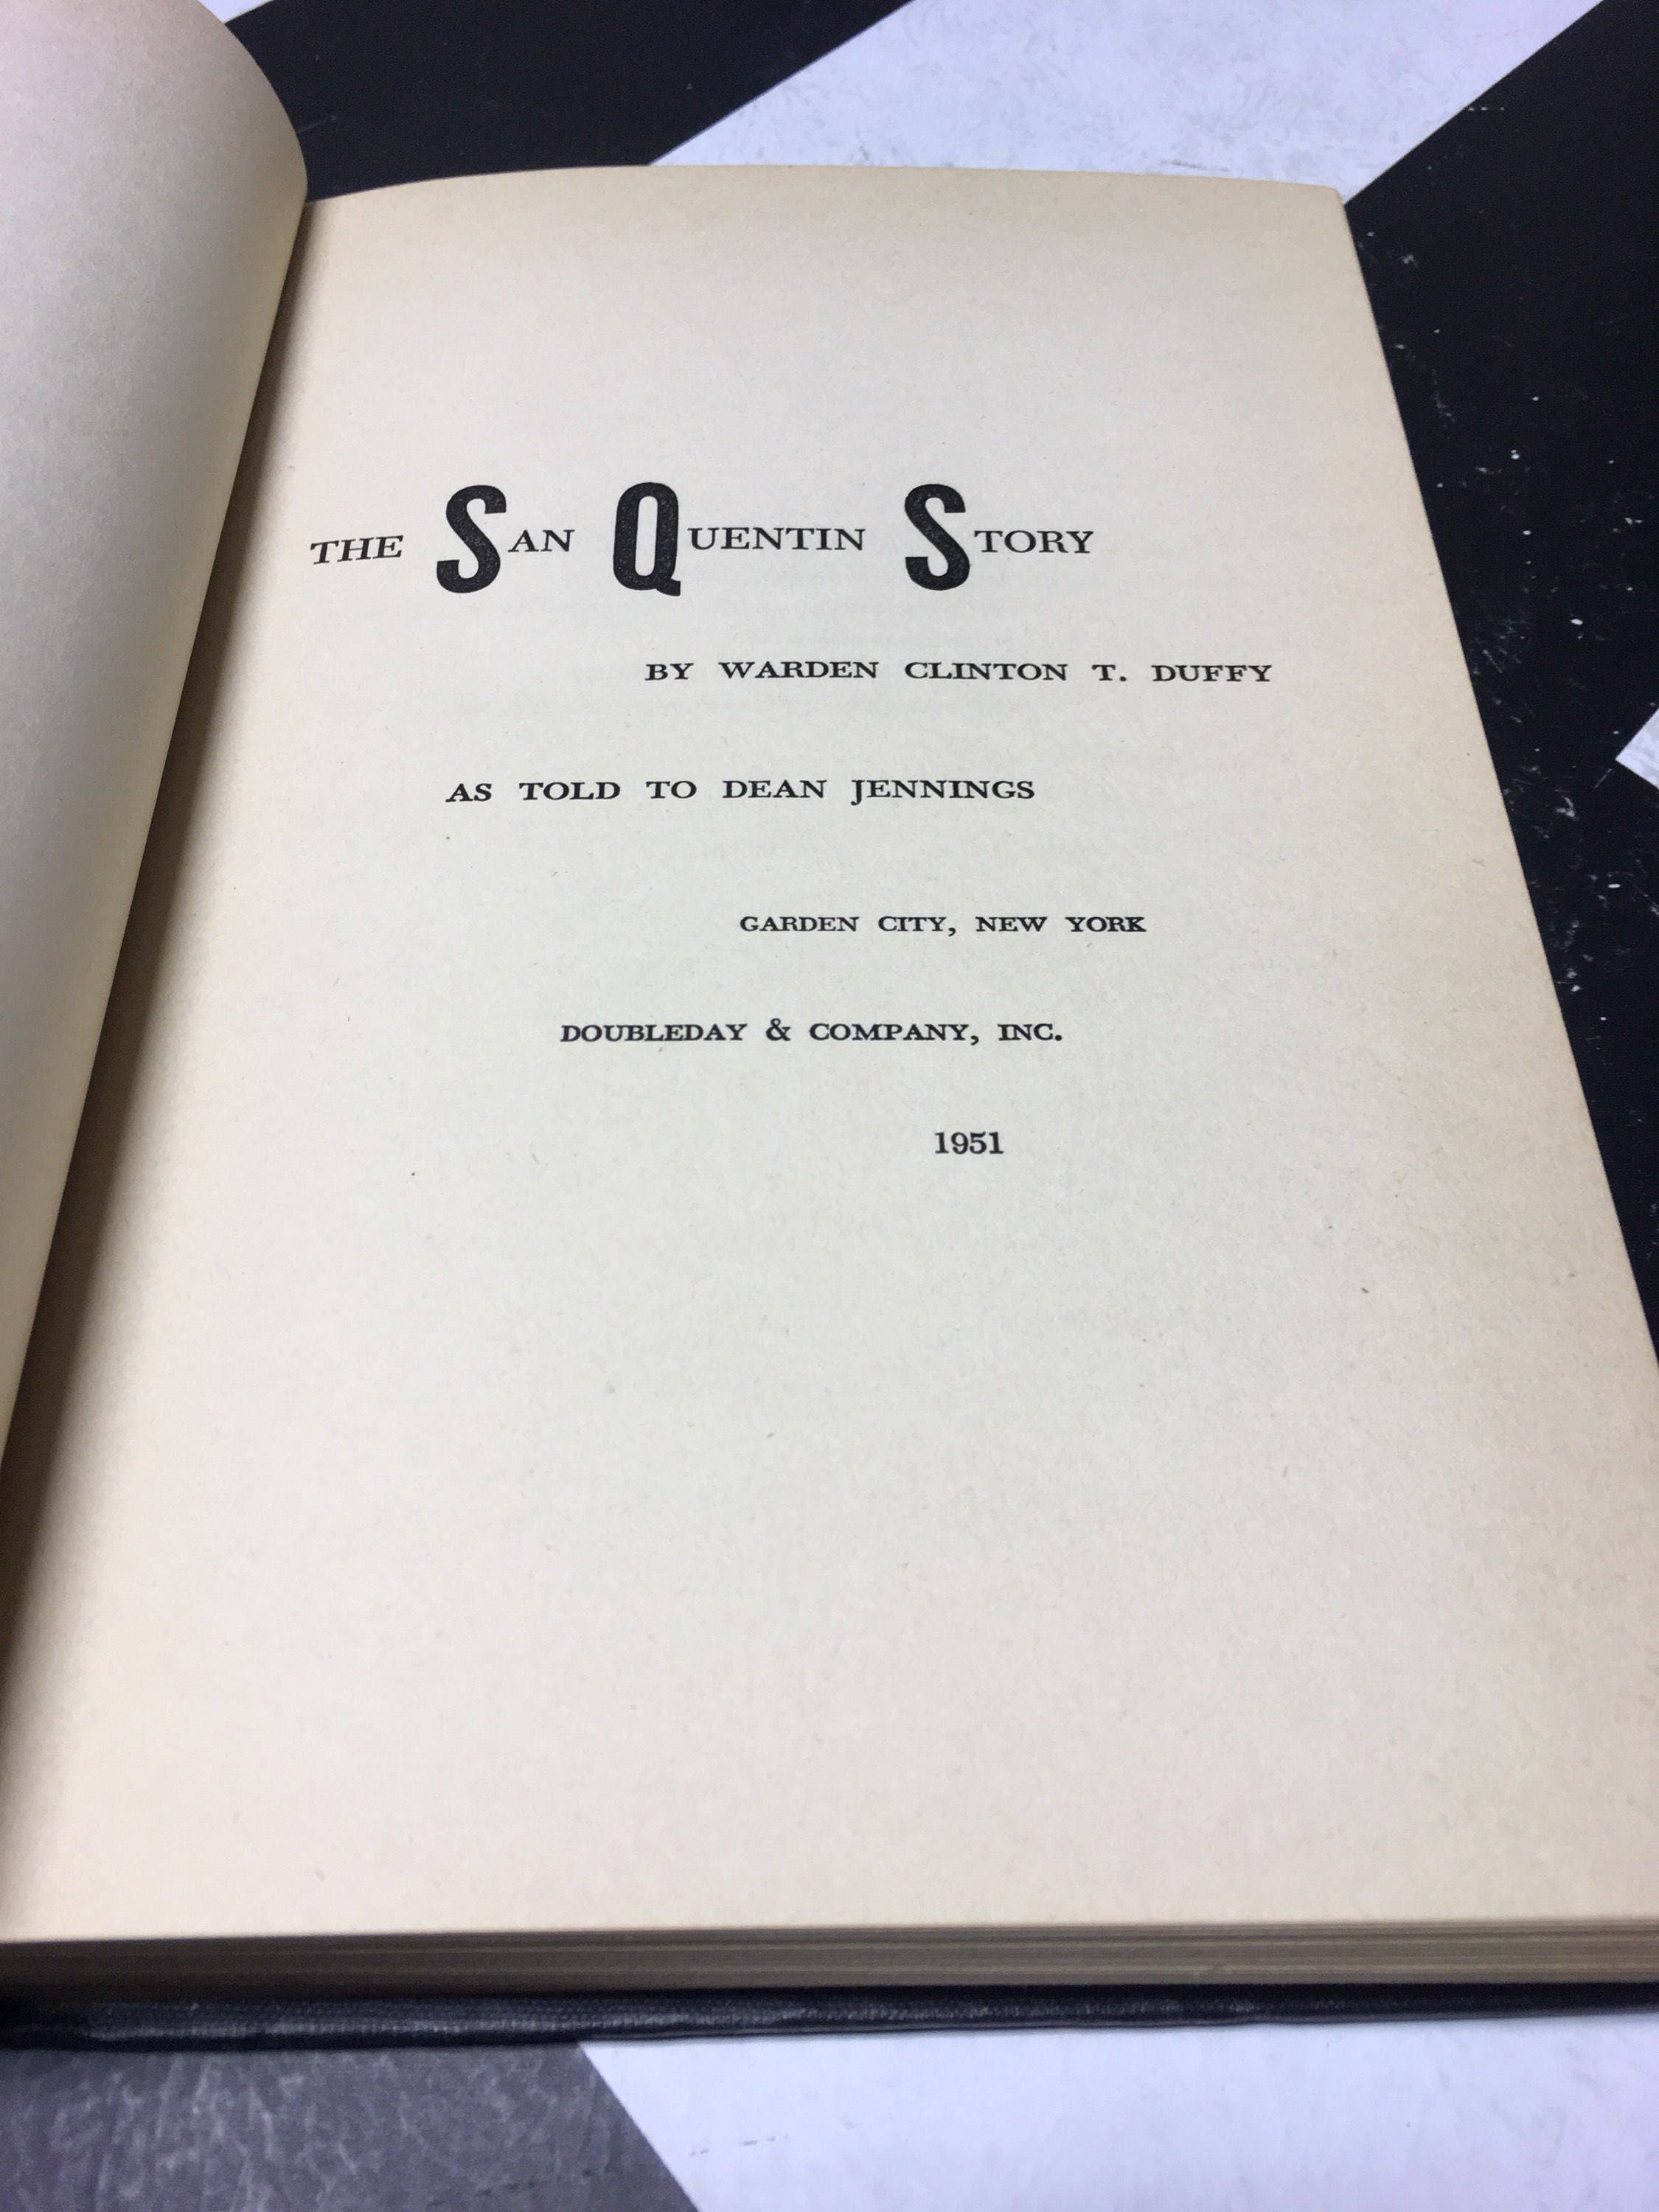 THE SAN QUENTIN STORY
BY WARDEN CLINTON T. DUFFY
AS TOLD TO DEAN JENNINGS
GARDEN CITY, NEW YORK
DOUBLEDAY & COMPANY, INC.
1951